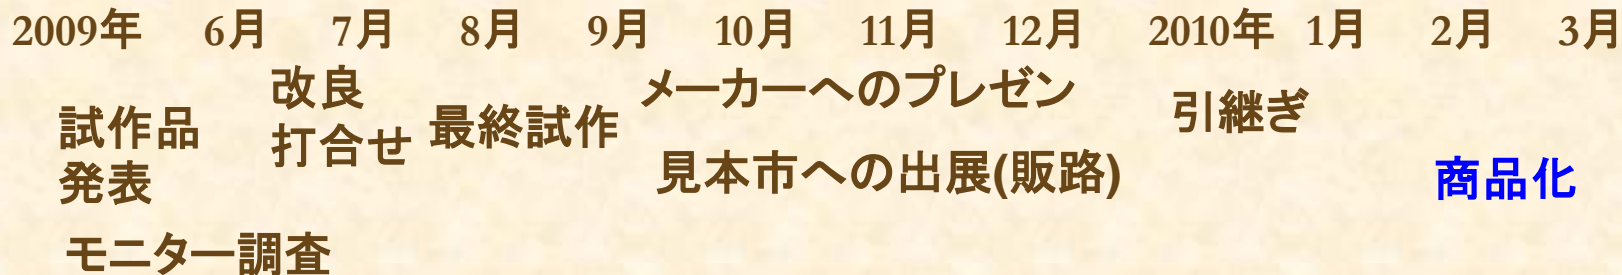 2009年 6月 7月 8月 9月 10月 11月 12月 2010年 1月 2月 3月
試作品
発表
改良
打合せ
最終試作
メーカーへのプレゼン
見本市への出展(販路)
引継ぎ
商品化
モニター調査